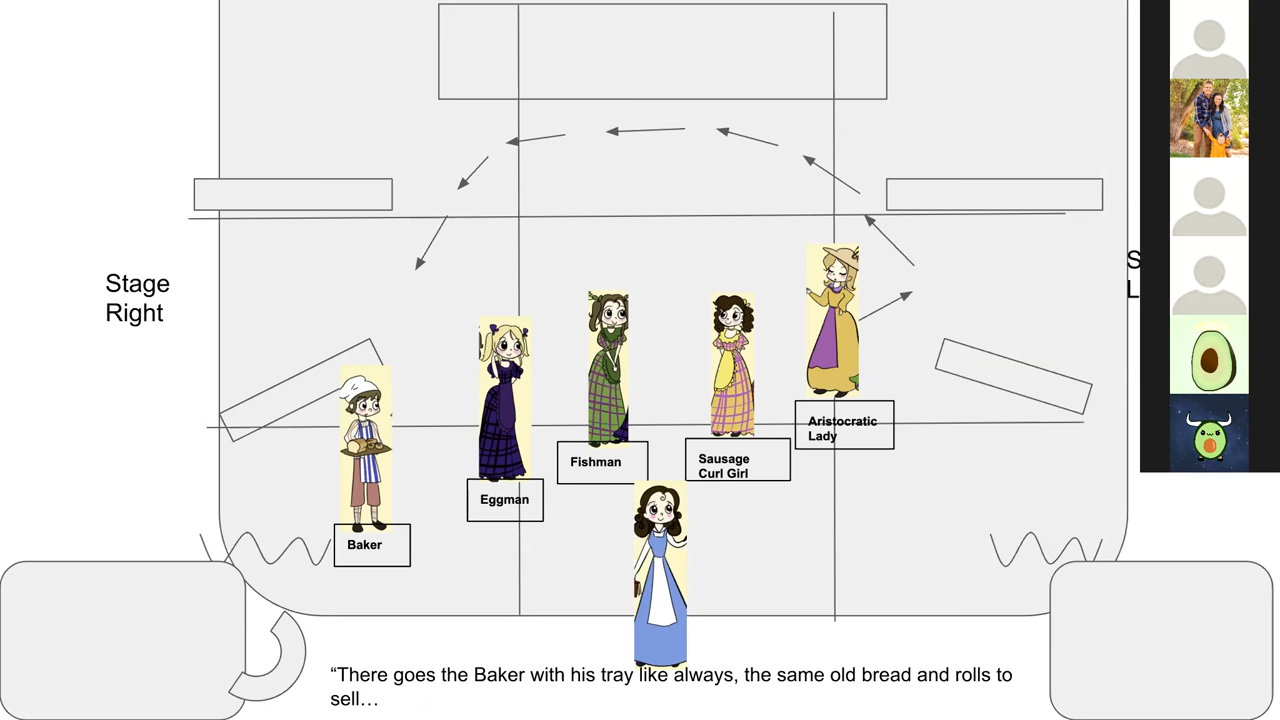 Stage
Right
S
L
Aristocratic
Lady
Sausage
Curl Girl
Fishman
Eggman
Baker
“There goes the Baker with his tray like always, the same old bread and rolls to
sell…